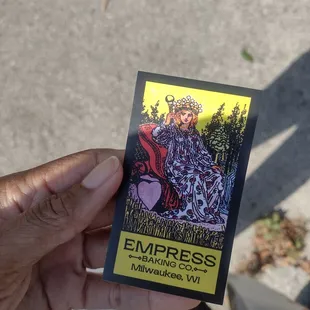 EMPRESS
BAKING CO.
Milwaukee, WI